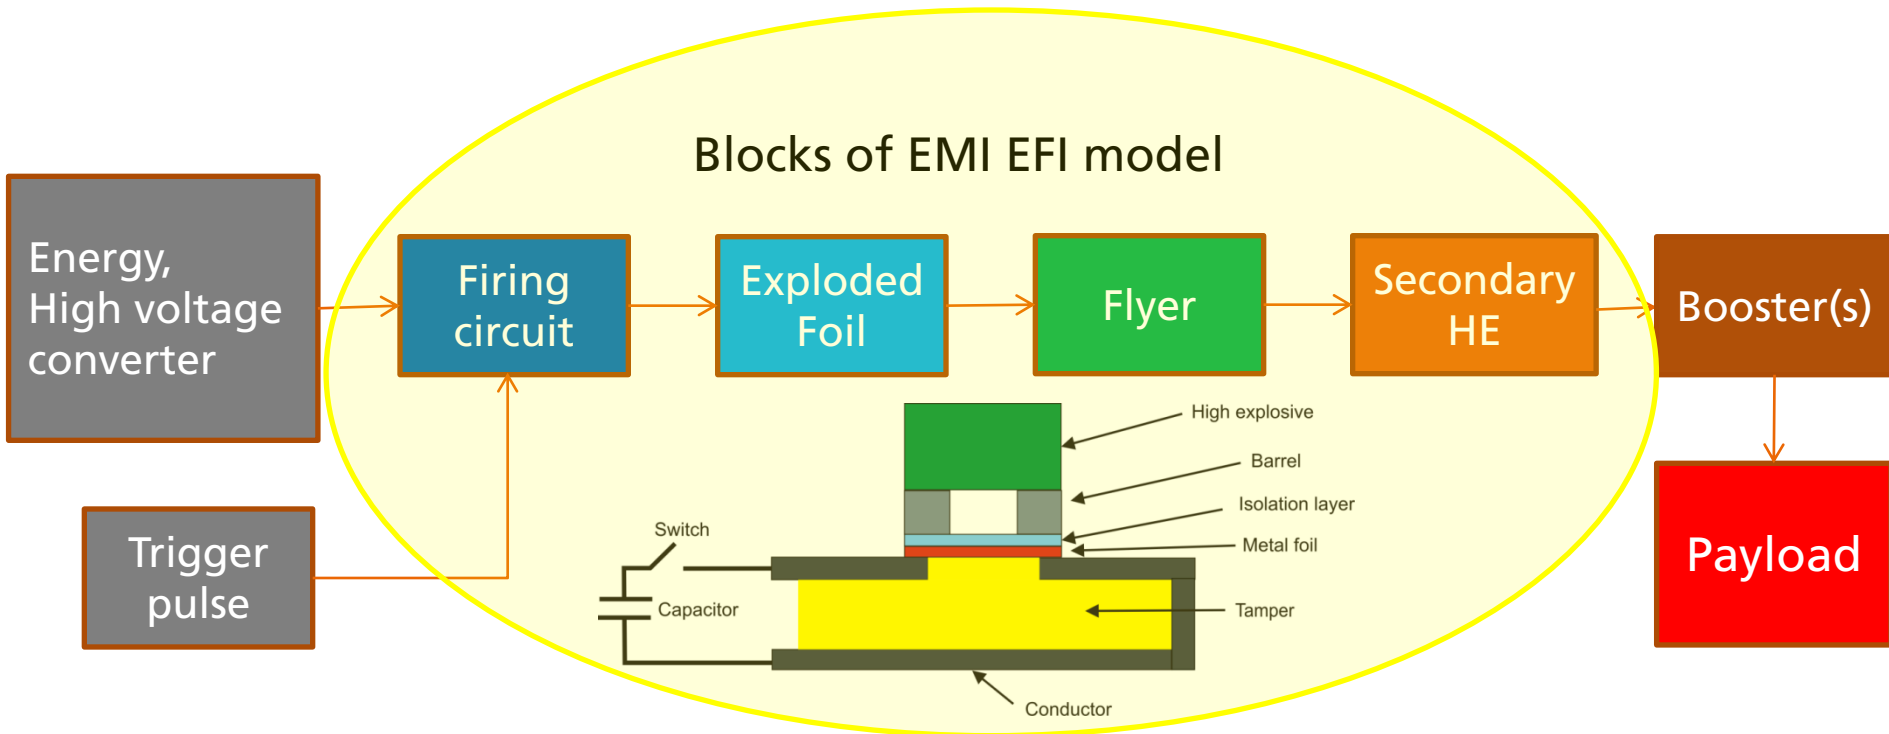 Blocks of EMI EFI model
Energy,
High voltage
converter
Firing
circuit
Exploded
Foil
Flyer
Secondary
HE
Booster(s)
Trigger
pulse
Payload
High explosive
Barrel
Isolation layer
Metal foil
Switch
Capacitor
Tamper
Conductor